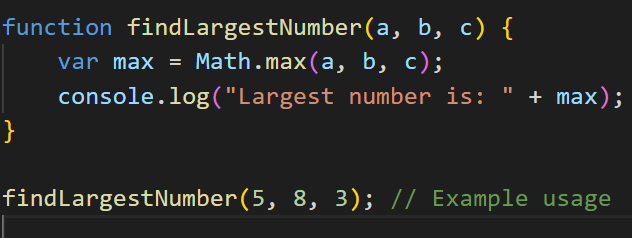 function findLargestNumber(a, b, c) {
    var max = Math.max(a, b, c);
    console.log("Largest number is: " + max);
}

findLargestNumber(5, 8, 3); // Example usage